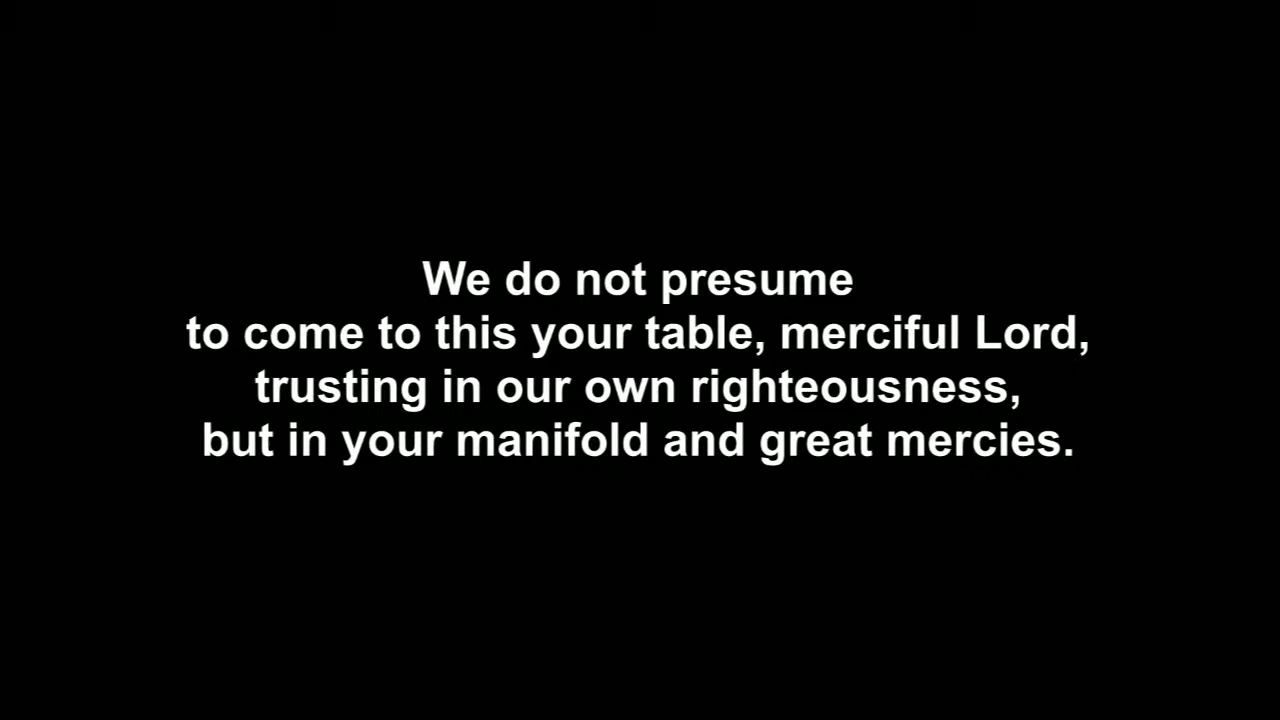 We do not presume
to come to this your table, merciful Lord,
trusting in our own righteousness,
but in your manifold and great mercies.